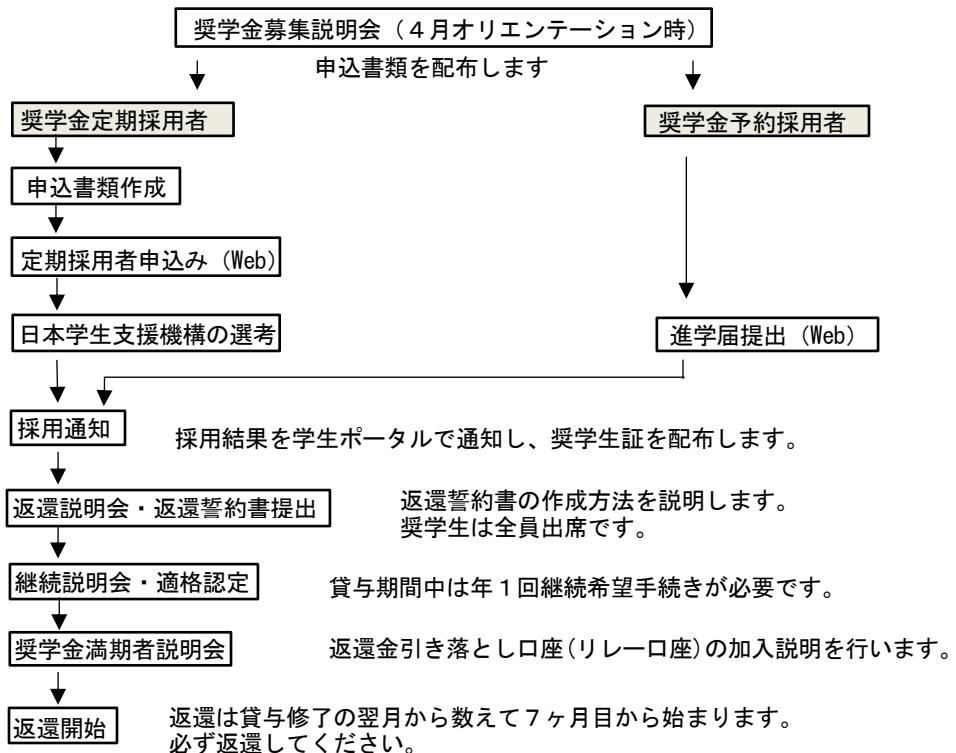 奨学金募集説明会（４月オリエンテーション時）
申込書類を配布します
奨学金定期採用者
奨学金予約採用者
申込書類作成
定期採用者申込み（Web）
日本学生支援機構の選考
進学届提出（Web）
採用通知
採用結果を学生ポータルで通知し、奨学生証を配布します。
返還説明会・返還誓約書提出
返還誓約書の作成方法を説明します。
奨学生は全員出席です。
継続説明会・適格認定
貸与期間中は年１回継続希望手続きが必要です。
奨学金満期者説明会
返還金引き落とし口座(リレー口座)の加入説明を行います。
返還開始
返還は貸与修了の翌月から数えて７ヶ月目から始まります。
必ず返還してください。